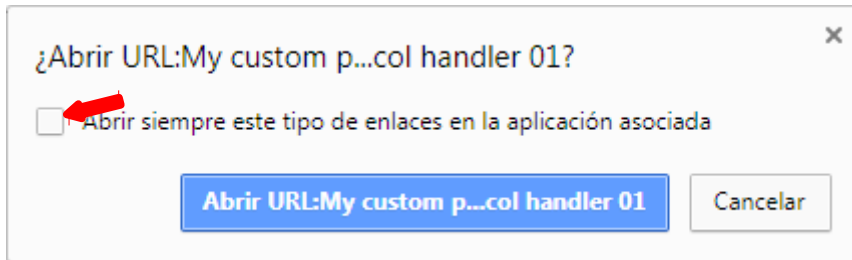 ¿Abrir URL:My custom p...col handler 01?
Abrir siempre este tipo de enlaces en la aplicación asociada
Abrir URL:My custom p...col handler 01
Cancelar